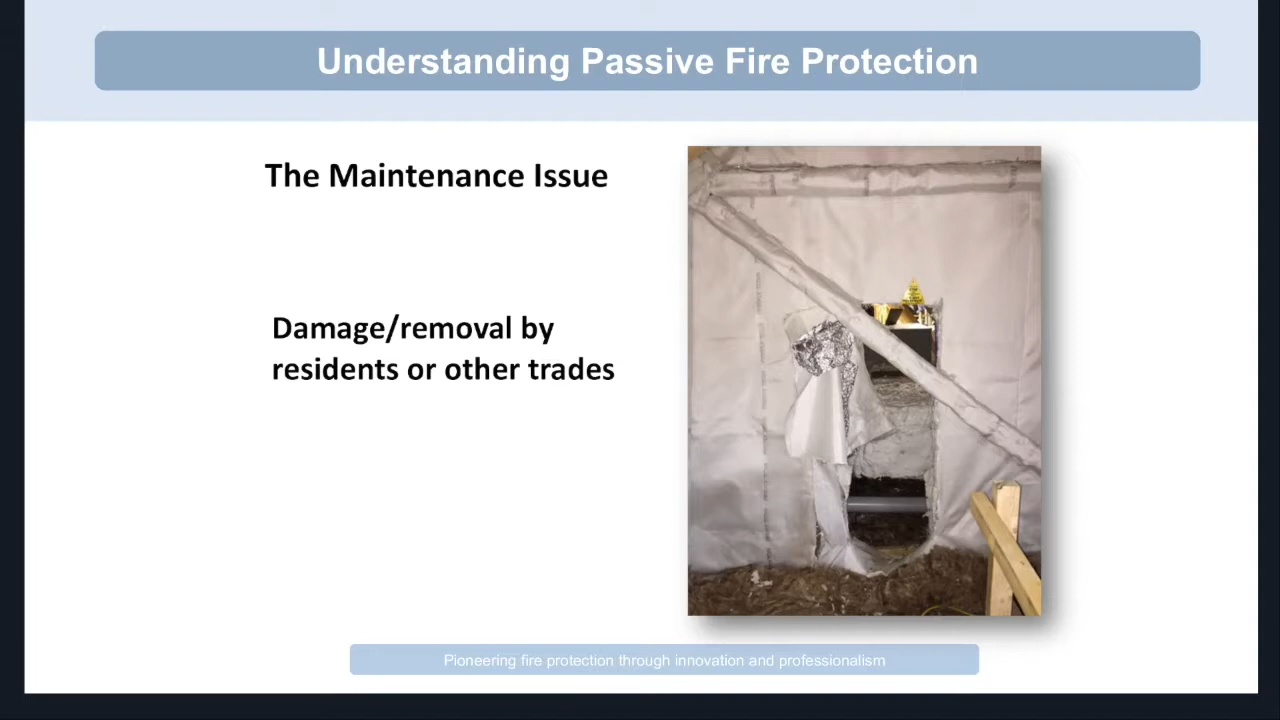 Understanding Passive Fire Protection
The Maintenance Issue
Damage/removal by
residents or other trades
Pioneering fire protection through innovation and professionalism